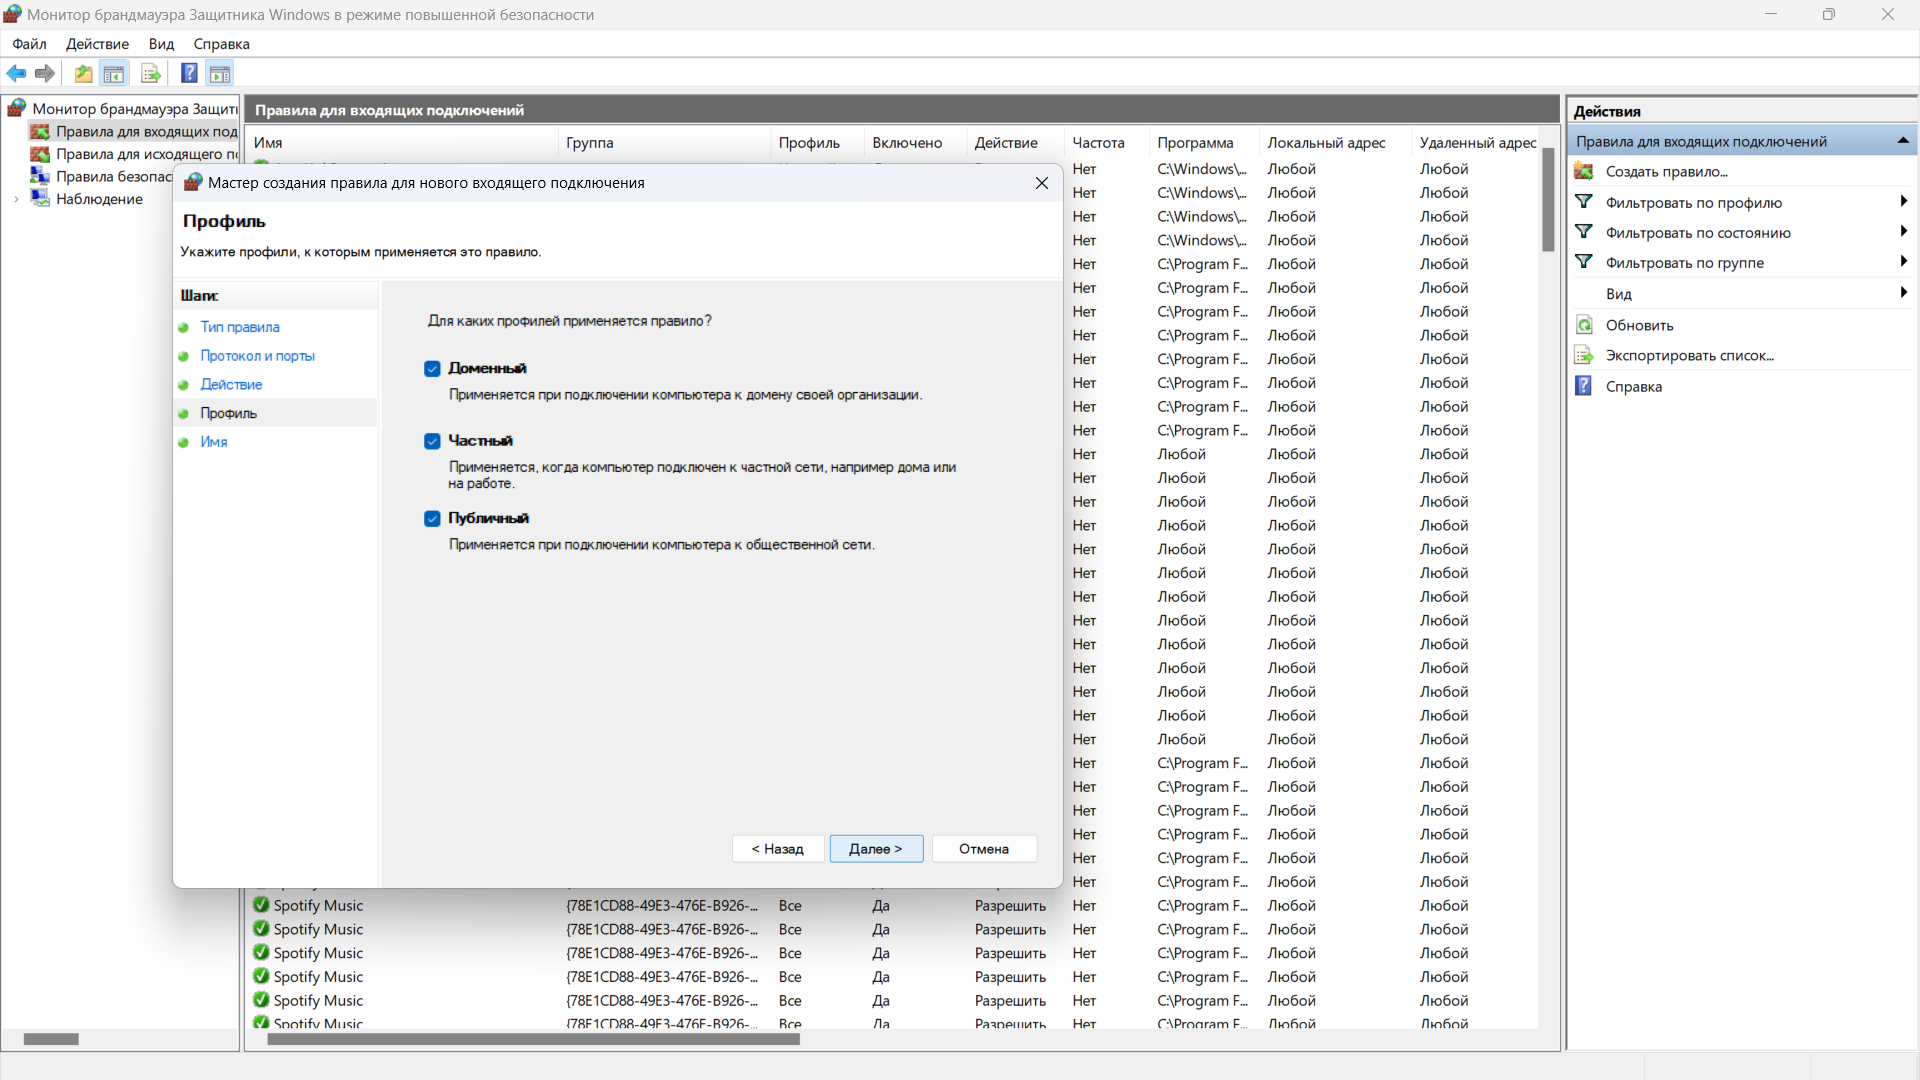 Монитор брандмауэра Защитника Windows в режиме повышенной безопасности
Файл Действие Вид Справка
Монитор брандмауэра Защит
Правила для входящих под
Правила для исходящего п
Правила безопас
Наблюдение
Правила для входящих подключений
Имя Группа Профиль Включено Действие Частота Программа Локальный адрес Удаленный адрес
Нет C:\Windows\... Любой Любой
Нет C:\Windows\... Любой Любой
Нет C:\Windows\... Любой Любой
Нет C:\Windows\... Любой Любой
Нет C:\Program F... Любой Любой
Нет C:\Program F... Любой Любой
Нет C:\Program F... Любой Любой
Нет C:\Program F... Любой Любой
Нет C:\Program F... Любой Любой
Нет C:\Program F... Любой Любой
Нет C:\Program F... Любой Любой
Нет C:\Program F... Любой Любой
Нет Любой Любой Любой
Нет Любой Любой Любой
Нет Любой Любой Любой
Нет Любой Любой Любой
Нет Любой Любой Любой
Нет Любой Любой Любой
Нет Любой Любой Любой
Нет Любой Любой Любой
Нет Любой Любой Любой
Нет Любой Любой Любой
Нет Любой Любой Любой
Нет Любой Любой Любой
Нет Любой Любой Любой
Нет C:\Program F... Любой Любой
Нет C:\Program F... Любой Любой
Нет C:\Program F... Любой Любой
Нет C:\Program F... Любой Любой
Нет C:\Program F... Любой Любой
Нет C:\Program F... Любой Любой
Spotify Music {78E1CD88-49E3-476E-B926-... Все Да Разрешить Нет C:\Program F... Любой Любой
Spotify Music {78E1CD88-49E3-476E-B926-... Все Да Разрешить Нет C:\Program F... Любой Любой
Spotify Music {78E1CD88-49E3-476E-B926-... Все Да Разрешить Нет C:\Program F... Любой Любой
Spotify Music {78E1CD88-49E3-476E-B926-... Все Да Разрешить Нет C:\Program F... Любой Любой
Spotify Music {78E1CD88-49E3-476E-B926-... Все Да Разрешить Нет C:\Program F... Любой Любой
Spotify Music {78E1CD88-49E3-476E-B926-... Все Да Разрешить Нет C:\Program F... Любой Любой
Мастер создания правила для нового входящего подключения
Профиль
Укажите профили, к которым применяется это правило.
Шаги:
Тип правила
Протокол и порты
Действие
Профиль
Имя
Для каких профилей применяется правило?
Доменный
Применяется при подключении компьютера к домену своей организации.
Частный
Применяется, когда компьютер подключен к частной сети, например дома или
на работе.
Публичный
Применяется при подключении компьютера к общественной сети.
< Назад Далее > Отмена
Действия
Правила для входящих подключений
Создать правило...
Фильтровать по профилю
Фильтровать по состоянию
Фильтровать по группе
Вид
Обновить
Экспортировать список...
Справка